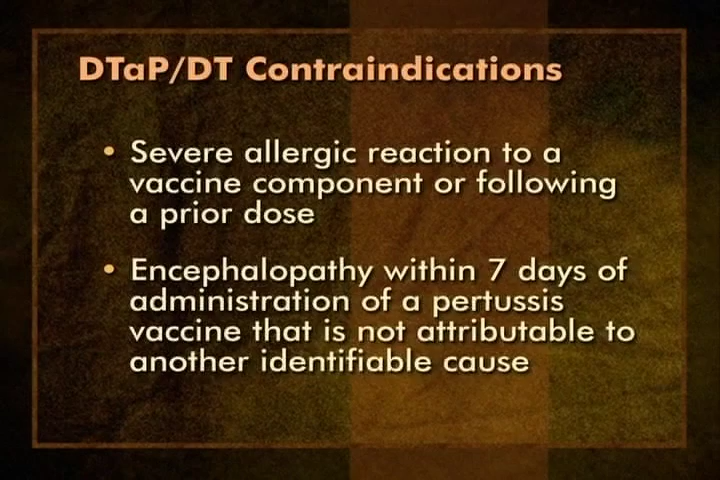 DTaP/DT Contraindications
• Severe allergic reaction to a
vaccine component or following
a prior dose
• Encephalopathy within 7 days of
administration of a pertussis
vaccine that is not attributable to
another identifiable cause